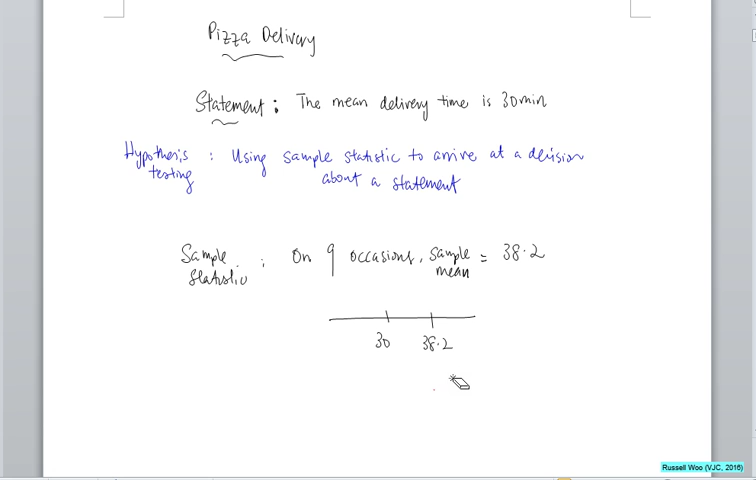 Pizza Delivery
Statement : The mean delivery time is 30min
Hypothesis testing : Using sample statistic to arrive at a decision
about a statement
Sample statistic : On 9 occasions, sample mean = 38.2
30 38.2
Russell Woo (VJC, 2016)